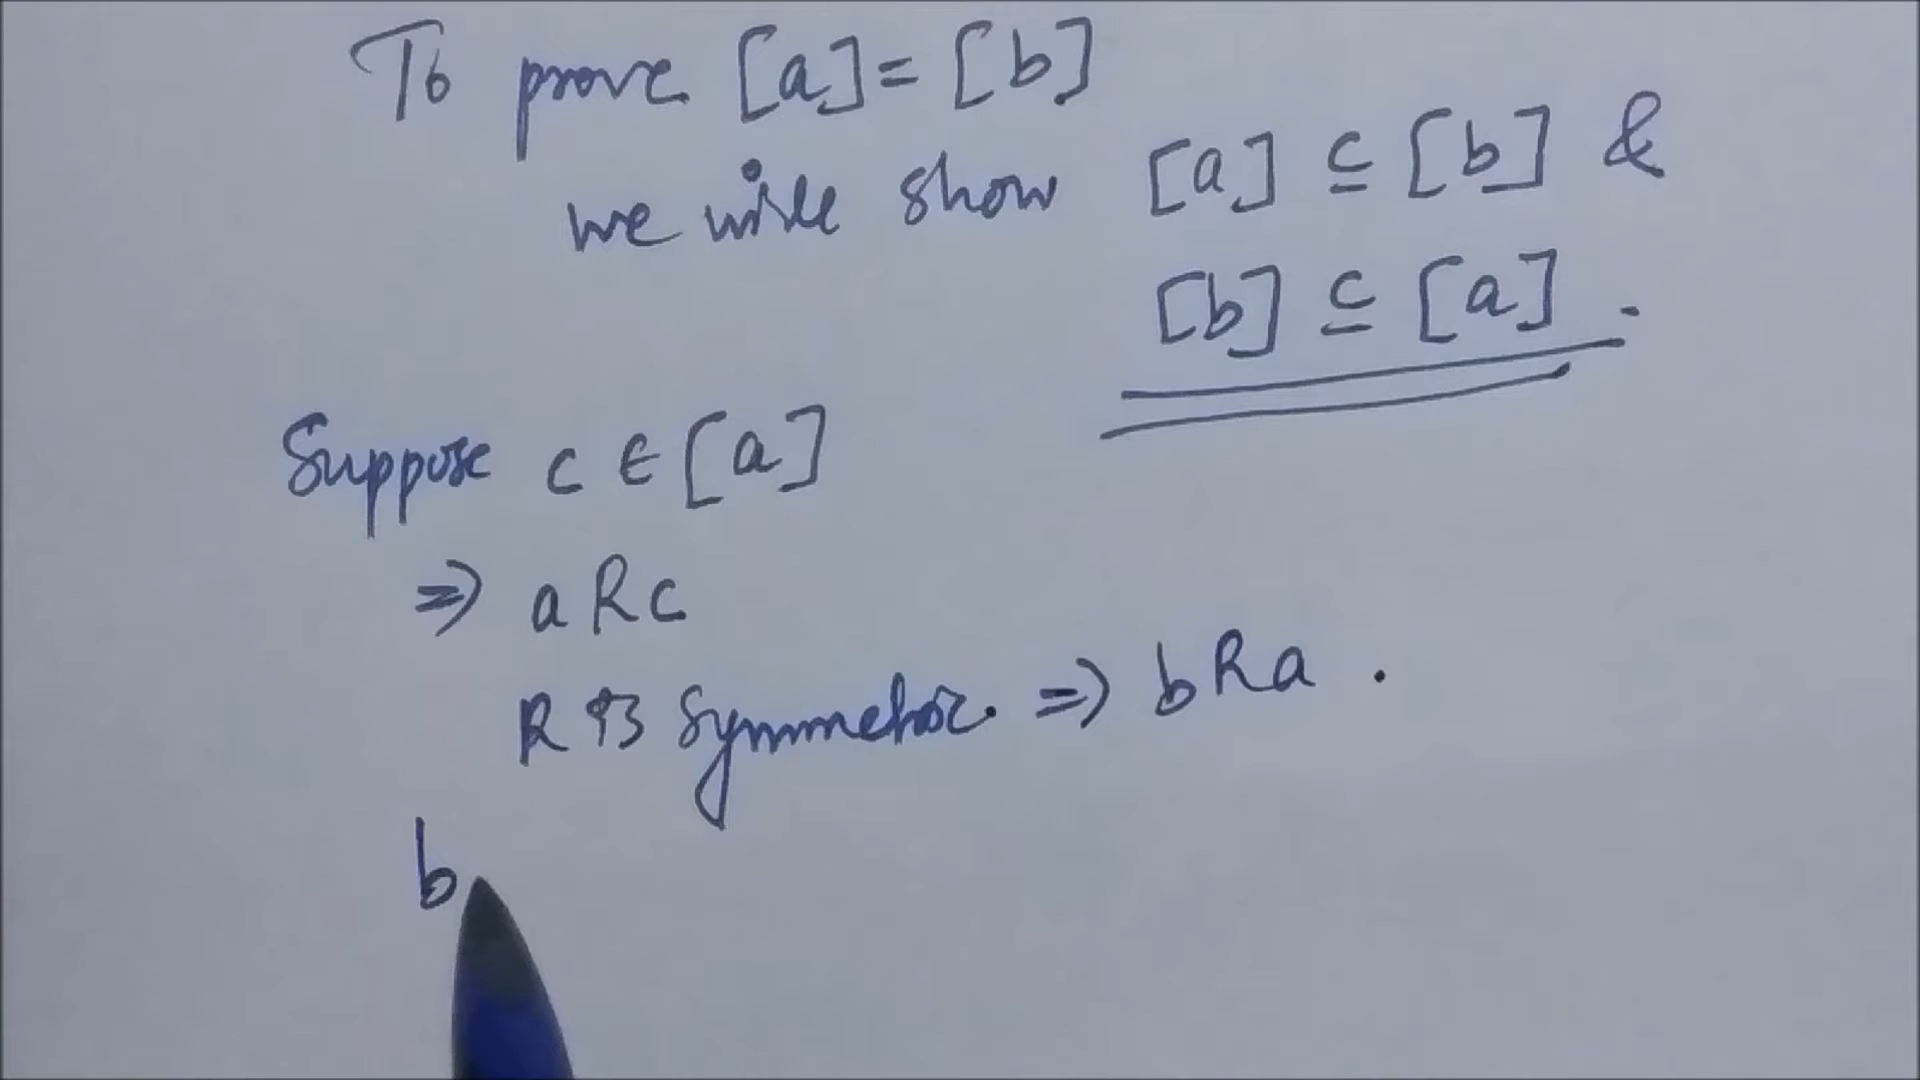 To prove [a] = [b]
we will show [a] ⊆ [b] &
[b] ⊆ [a] .
Suppose c ∈ [a]
⇒ aRc
R is symmetric. ⇒ bRa .
b